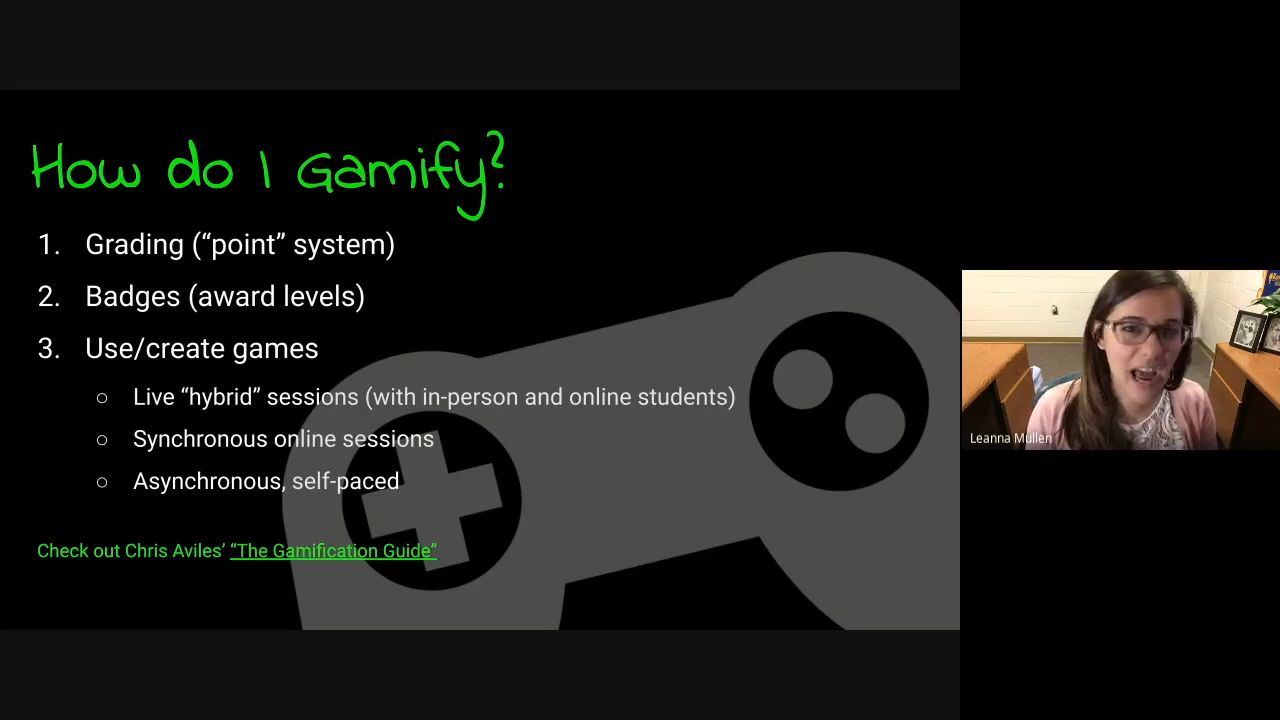 How do I Gamify?
1. Grading (“point” system)
2. Badges (award levels)
3. Use/create games
○ Live “hybrid” sessions (with in-person and online students)
○ Synchronous online sessions
○ Asynchronous, self-paced
Check out Chris Aviles’ “The Gamification Guide”
Leanna Mullen